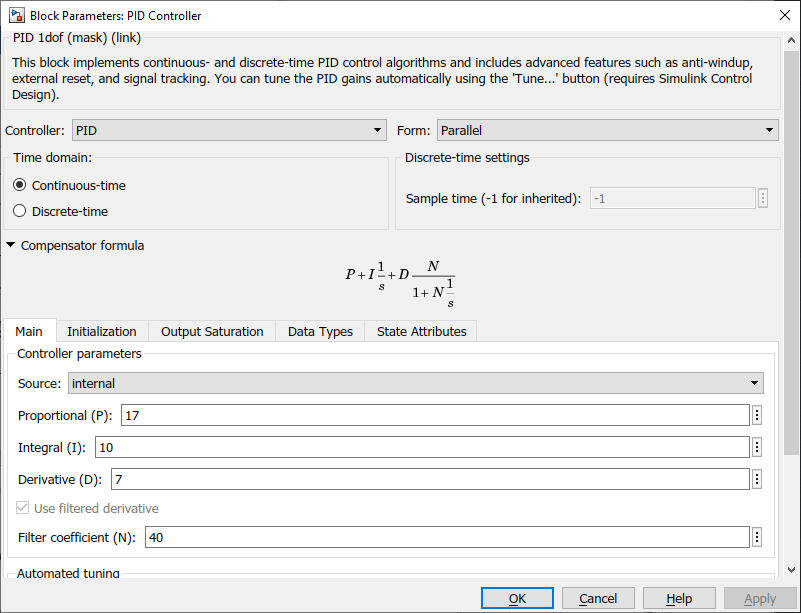 Block Parameters: PID Controller
PID 1dof (mask) (link)
This block implements continuous- and discrete-time PID control algorithms and includes advanced features such as anti-windup,
external reset, and signal tracking. You can tune the PID gains automatically using the 'Tune...' button (requires Simulink Control
Design).
Controller: PID Form: Parallel
Time domain: Discrete-time settings
Continuous-time
Sample time (-1 for inherited): -1
Discrete-time
Compensator formula
P + I 1/s + D N/(1 + N 1/s)
Main Initialization Output Saturation Data Types State Attributes
Controller parameters
Source: internal
Proportional (P): 17
Integral (I): 10
Derivative (D): 7
Use filtered derivative
Filter coefficient (N): 40
Automated tuning
OK Cancel Help Apply